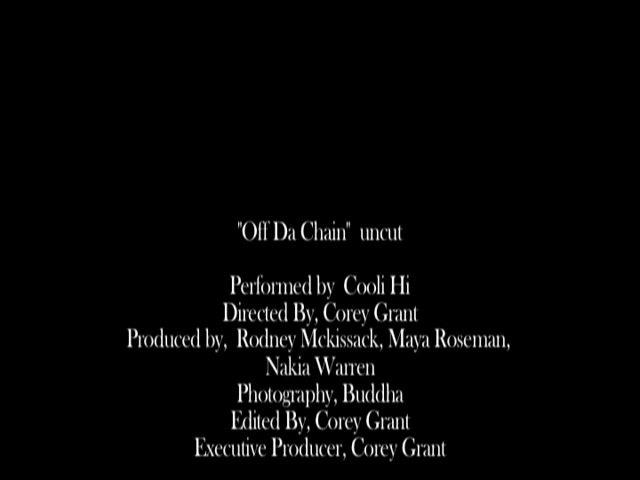 "Off Da Chain" uncut
Performed by Cooli Hi
Directed By, Corey Grant
Produced by, Rodney Mckissack, Maya Roseman,
Nakia Warren
Photography, Buddha
Edited By, Corey Grant
Executive Producer, Corey Grant